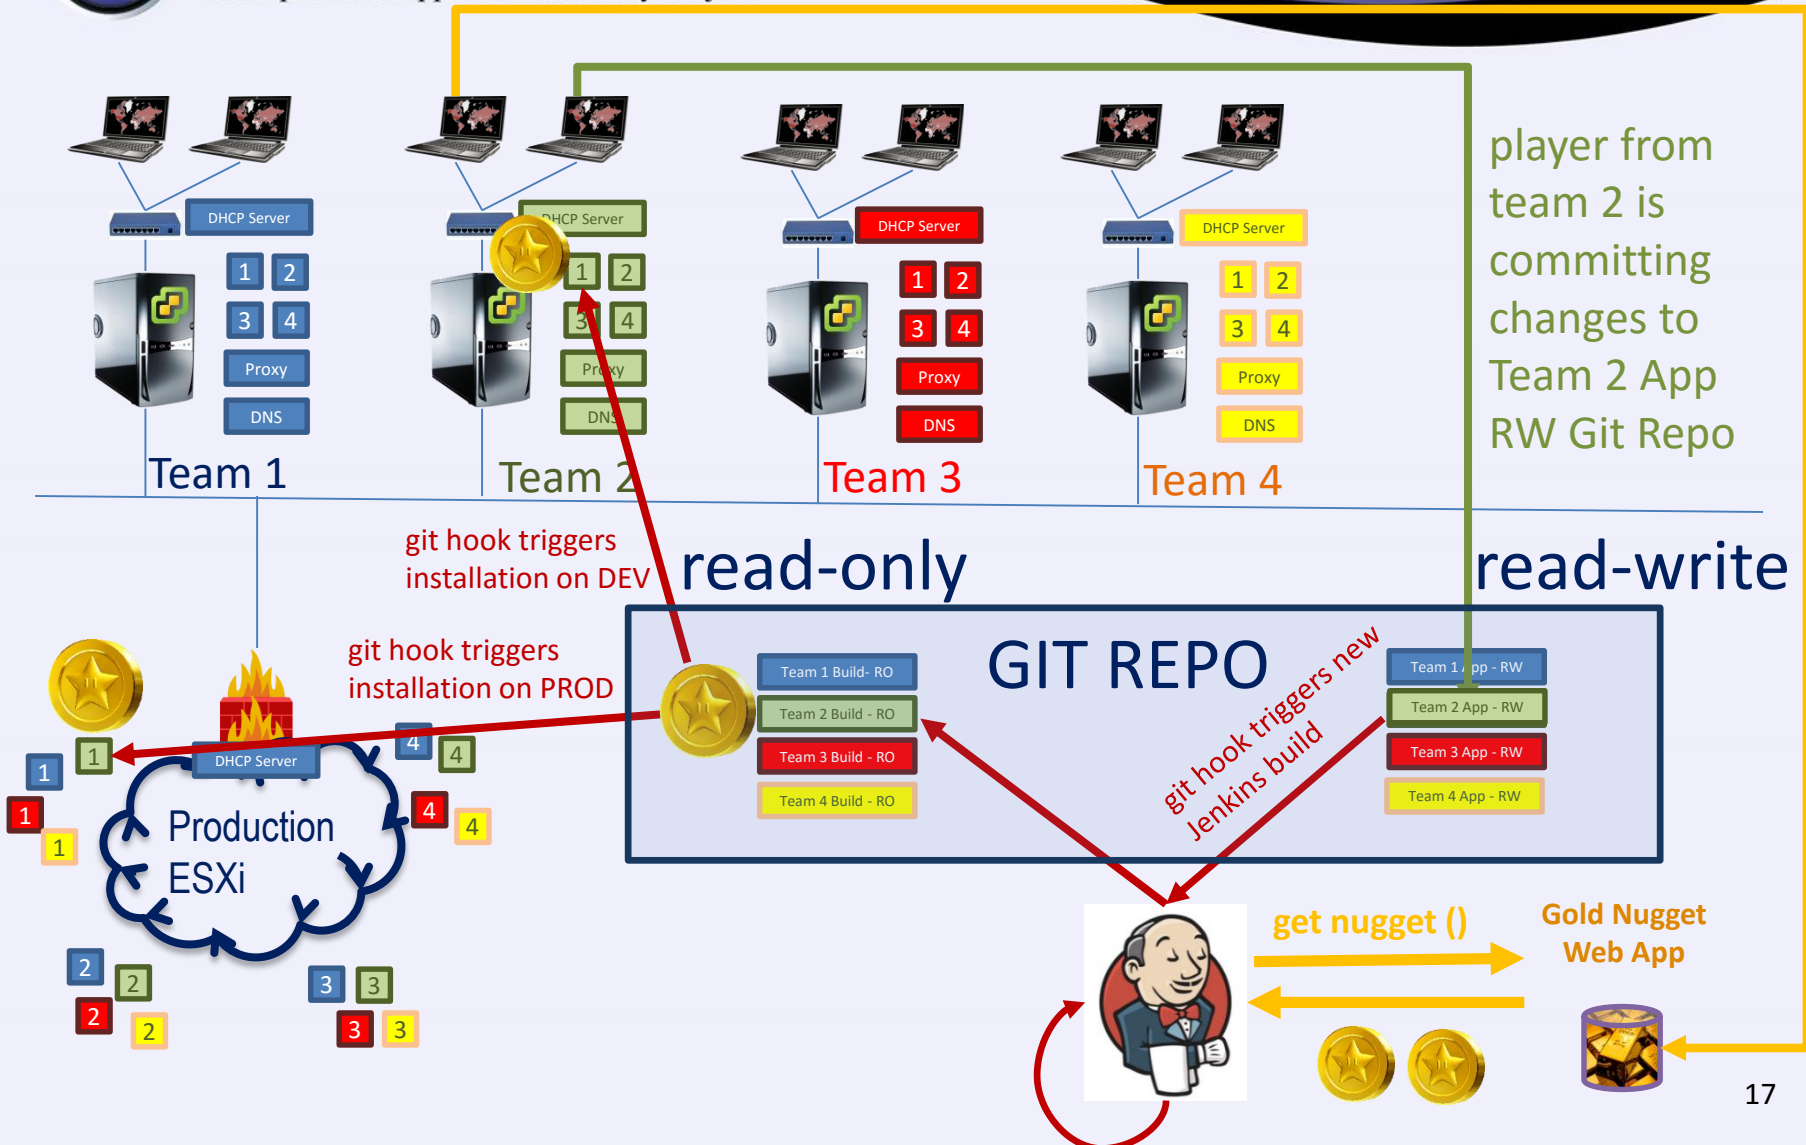 DHCP Server
DHCP Server
DHCP Server
DHCP Server
1 2
3 4
Proxy
DNS
1 2
3 4
Proxy
DNS
1 2
3 4
Proxy
DNS
1 2
3 4
Proxy
DNS
Team 1
Team 2
Team 3
Team 4
player from
team 2 is
committing
changes to
Team 2 App
RW Git Repo
git hook triggers
installation on DEV
read-only
read-write
git hook triggers
installation on PROD
GIT REPO
Team 1 Build- RO
Team 2 Build - RO
Team 3 Build - RO
Team 4 Build - RO
git hook triggers new
Jenkins build
Team 1 App - RW
Team 2 App - RW
Team 3 App - RW
Team 4 App - RW
DHCP Server
1
1
1
1
4
4
4
4
Production
ESXi
2
2
2
2
3
3
3
3
get nugget ()
Gold Nugget
Web App
17